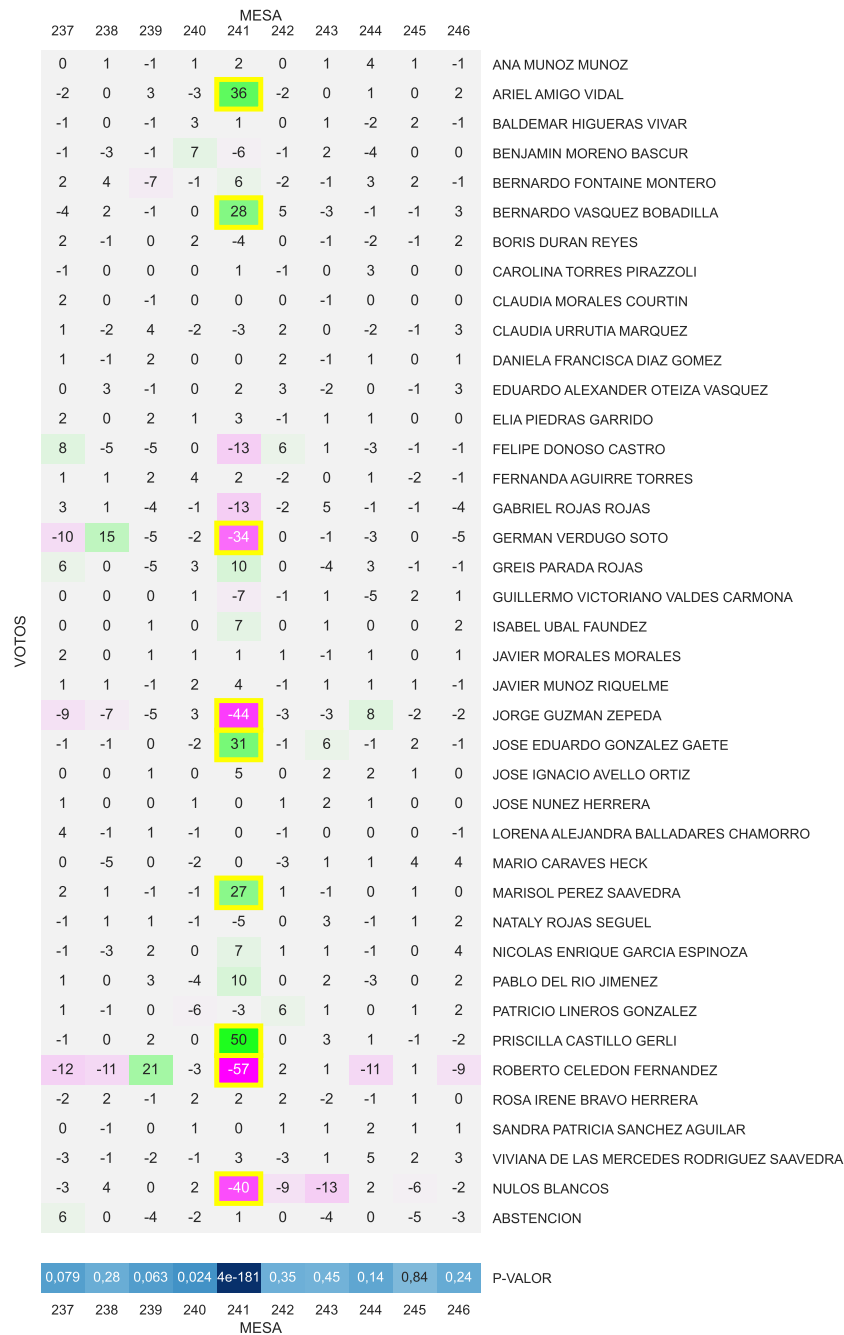 MESA
237 238 239 240 241 242 243 244 245 246
0 1 -1 1 2 0 1 4 1 -1 ANA MUNOZ MUNOZ
-2 0 3 -3 36 -2 0 1 0 2 ARIEL AMIGO VIDAL
-1 0 -1 3 1 0 1 -2 2 -1 BALDEMAR HIGUERAS VIVAR
-1 -3 -1 7 -6 -1 2 -4 0 0 BENJAMIN MORENO BASCUR
2 4 -7 -1 6 -2 -1 3 2 -1 BERNARDO FONTAINE MONTERO
-4 2 -1 0 28 5 -3 -1 -1 3 BERNARDO VASQUEZ BOBADILLA
2 -1 0 2 -4 0 -1 -2 -1 2 BORIS DURAN REYES
-1 0 0 0 1 -1 0 3 0 0 CAROLINA TORRES PIRAZZOLI
2 0 -1 0 0 0 -1 0 0 0 CLAUDIA MORALES COURTIN
1 -2 4 -2 -3 2 0 -2 -1 3 CLAUDIA URRUTIA MARQUEZ
1 -1 2 0 0 2 -1 1 0 1 DANIELA FRANCISCA DIAZ GOMEZ
0 3 -1 0 2 3 -2 0 -1 3 EDUARDO ALEXANDER OTEIZA VASQUEZ
2 0 2 1 3 -1 1 1 0 0 ELIA PIEDRAS GARRIDO
8 -5 -5 0 -13 6 1 -3 -1 -1 FELIPE DONOSO CASTRO
1 1 2 4 2 -2 0 1 -2 -1 FERNANDA AGUIRRE TORRES
3 1 -4 -1 -13 -2 5 -1 -1 -4 GABRIEL ROJAS ROJAS
-10 15 -5 -2 -34 0 -1 -3 0 -5 GERMAN VERDUGO SOTO
6 0 -5 3 10 0 -4 3 -1 -1 GREIS PARADA ROJAS
0 0 0 1 -7 -1 1 -5 2 1 GUILLERMO VICTORIANO VALDES CARMONA
0 0 1 0 7 0 1 0 0 2 ISABEL UBAL FAUNDEZ
2 0 1 1 1 1 -1 1 0 1 JAVIER MORALES MORALES
1 1 -1 2 4 -1 1 1 1 -1 JAVIER MUNOZ RIQUELME
-9 -7 -5 3 -44 -3 -3 8 -2 -2 JORGE GUZMAN ZEPEDA
-1 -1 0 -2 31 -1 6 -1 2 -1 JOSE EDUARDO GONZALEZ GAETE
0 0 1 0 5 0 2 2 1 0 JOSE IGNACIO AVELLO ORTIZ
1 0 0 1 0 1 2 1 0 0 JOSE NUNEZ HERRERA
4 -1 1 -1 0 -1 0 0 0 -1 LORENA ALEJANDRA BALLADARES CHAMORRO
0 -5 0 -2 0 -3 1 1 4 4 MARIO CARAVES HECK
2 1 -1 -1 27 1 -1 0 1 0 MARISOL PEREZ SAAVEDRA
-1 1 1 -1 -5 0 3 -1 1 2 NATALY ROJAS SEGUEL
-1 -3 2 0 7 1 1 -1 0 4 NICOLAS ENRIQUE GARCIA ESPINOZA
1 0 3 -4 10 0 2 -3 0 2 PABLO DEL RIO JIMENEZ
1 -1 0 -6 -3 6 1 0 1 2 PATRICIO LINEROS GONZALEZ
-1 0 2 0 50 0 3 1 -1 -2 PRISCILLA CASTILLO GERLI
-12 -11 21 -3 -57 2 1 -11 1 -9 ROBERTO CELEDON FERNANDEZ
-2 2 -1 2 2 2 -2 -1 1 0 ROSA IRENE BRAVO HERRERA
0 -1 0 1 0 1 1 2 1 1 SANDRA PATRICIA SANCHEZ AGUILAR
-3 -1 -2 -1 3 -3 1 5 2 3 VIVIANA DE LAS MERCEDES RODRIGUEZ SAAVEDRA
-3 4 0 2 -40 -9 -13 2 -6 -2 NULOS BLANCOS
6 0 -4 -2 1 0 -4 0 -5 -3 ABSTENCION
VOTOS
0,079 0,28 0,063 0,024 4e-181 0,35 0,45 0,14 0,84 0,24 P-VALOR
237 238 239 240 241 242 243 244 245 246
MESA